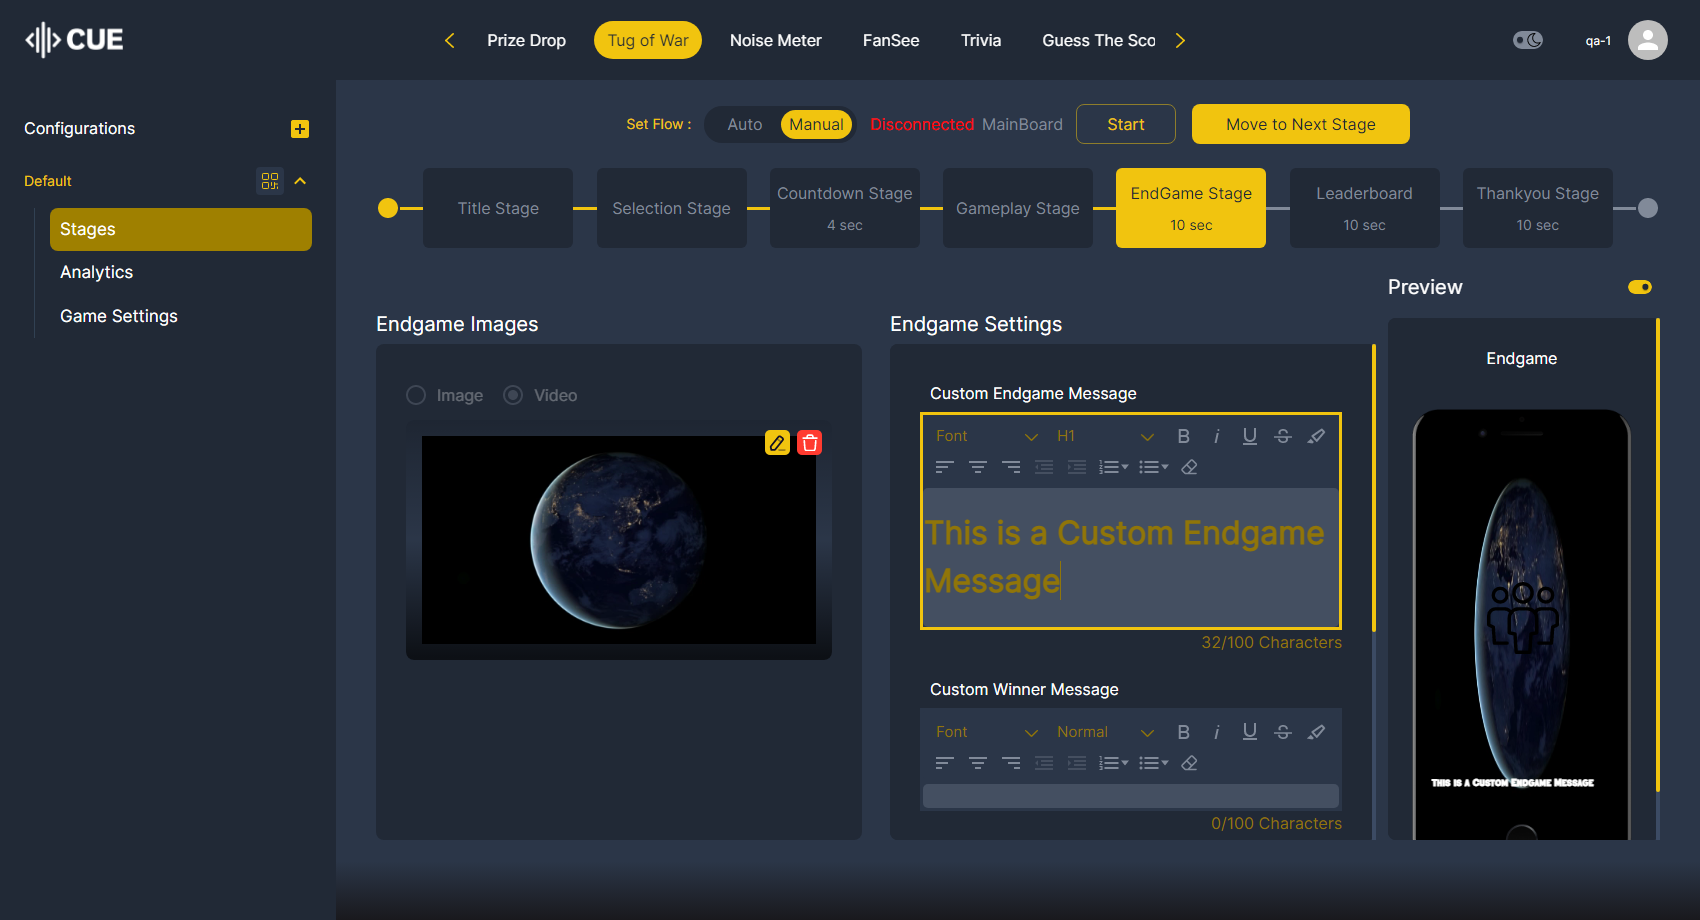 CUE
Prize Drop
Tug of War
Noise Meter
FanSee
Trivia
Guess The Sco
qa-1
Configurations
Default
Stages
Analytics
Game Settings
Set Flow :
Auto
Manual
Disconnected MainBoard
Start
Move to Next Stage
Title Stage
Selection Stage
Countdown Stage
4 sec
Gameplay Stage
EndGame Stage
10 sec
Leaderboard
10 sec
Thankyou Stage
10 sec
Endgame Images
Image
Video
Endgame Settings
Custom Endgame Message
Font
H1
B i U S
This is a Custom Endgame
Message
32/100 Characters
Custom Winner Message
Font
Normal
B i U S
0/100 Characters
Preview
Endgame
This is a Custom Endgame Message